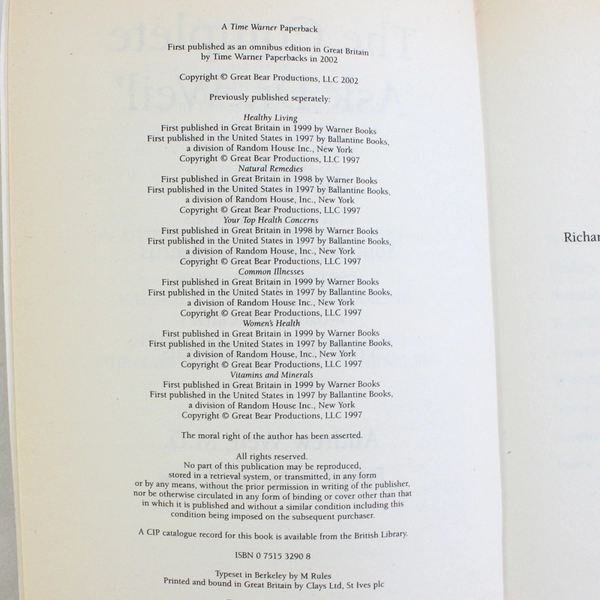 A Time Warner Paperback
First published as an omnibus edition in Great Britain
by Time Warner Paperbacks in 2002
Copyright © Great Bear Productions, LLC 2002
Previously published seperately:
Healthy Living
First published in Great Britain in 1999 by Warner Books
First published in the United States in 1997 by Ballantine Books,
a division of Random House Inc., New York
Copyright © Great Bear Productions, LLC 1997
Natural Remedies
First published in Great Britain in 1998 by Warner Books
First published in the United States in 1997 by Ballantine Books,
a division of Random House, Inc., New York
Copyright © Great Bear Productions, LLC 1997
Your Top Health Concerns
First published in Great Britain in 1998 by Warner Books
First published in the United States in 1997 by Ballantine Books,
a division of Random House, Inc., New York
Copyright © Great Bear Productions, LLC 1997
Common Illnesses
First published in Great Britain in 1999 by Warner Books
First published in the United States in 1997 by Ballantine Books,
a division of Random House Inc., New York
Copyright © Great Bear Productions, LLC 1997
Women's Health
First published in Great Britain in 1999 by Warner Books
First published in the United States in 1997 by Ballantine Books,
a division of Random House, Inc., New York
Copyright © Great Bear Productions, LLC 1997
Vitamins and Minerals
First published in Great Britain in 1999 by Warner Books
First published in the United States in 1997 by Ballantine Books,
a division of Random House Inc., New York
Copyright © Great Bear Productions, LLC 1997
The moral right of the author has been asserted.
All rights reserved.
No part of this publication may be reproduced,
stored in a retrieval system, or transmitted, in any form
or by any means, without the prior permission in writing of the publisher,
nor be otherwise circulated in any form of binding or cover other than that
in which it is published and without a similar condition including this
condition being imposed on the subsequent purchaser.
A CIP catalogue record for this book is available from the British Library.
ISBN 0 7515 3290 8
Typeset in Berkeley by M Rules
Printed and bound in Great Britain by Clays Ltd, St Ives plc
Richar